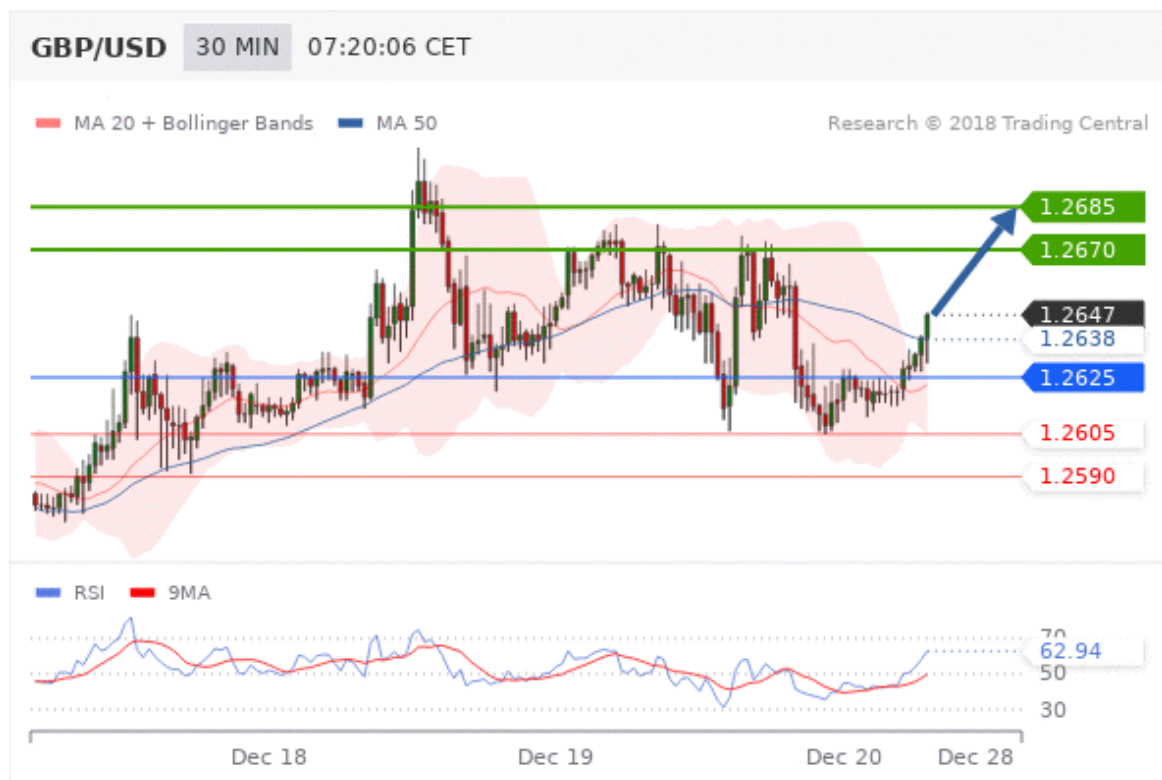 GBP/USD 30 MIN 07:20:06 CET
MA 20 + Bollinger Bands MA 50 Research © 2018 Trading Central
1.2685
1.2670
1.2647
1.2638
1.2625
1.2605
1.2590
RSI 9MA
70
62.94
50
30
Dec 18 Dec 19 Dec 20 Dec 28